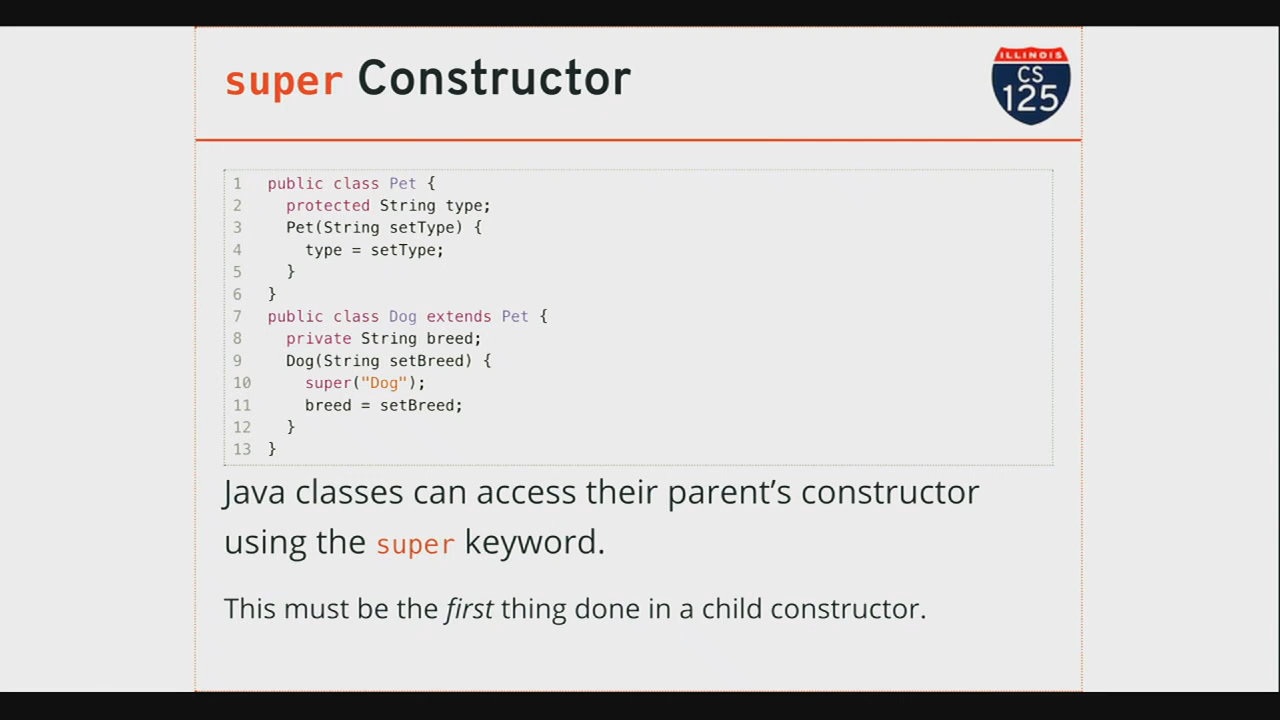 super Constructor
ILLINOIS
CS
125
1 public class Pet {
2   protected String type;
3   Pet(String setType) {
4     type = setType;
5   }
6 }
7 public class Dog extends Pet {
8   private String breed;
9   Dog(String setBreed) {
10     super("Dog");
11     breed = setBreed;
12   }
13 }
Java classes can access their parent’s constructor
using the super keyword.
This must be the first thing done in a child constructor.